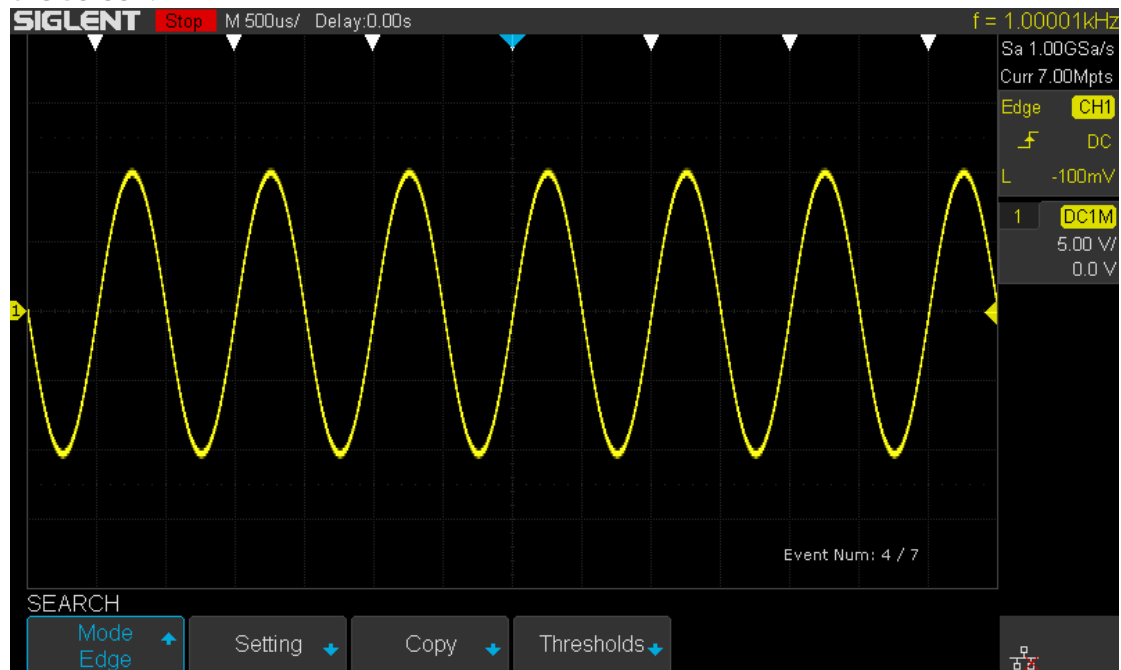 SIGLENT Stop M 500us/ Delay:0.00s f = 1.00001kHz
Sa 1.00GSa/s
Curr 7.00Mpts
Edge CH1
DC
L -100mV
1 DC1M
5.00 V/
0.0 V
1
Event Num: 4 / 7
SEARCH
Mode Setting Copy Thresholds
Edge